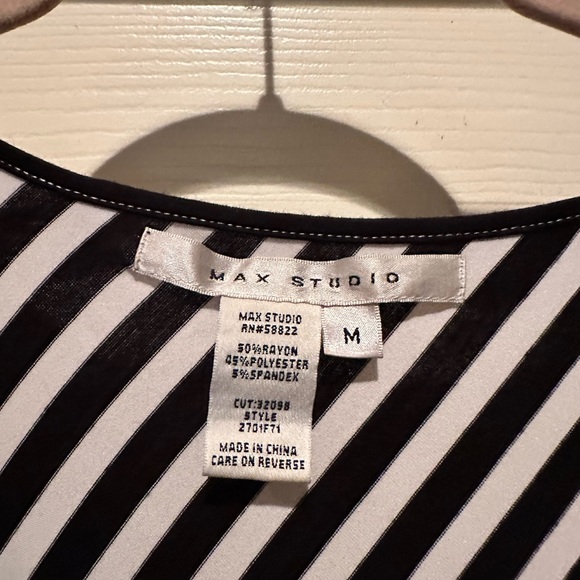 MAX STUDIO
M
MAX STUDIO
RN#58822
50%RAYON
45%POLYESTER
5%SPANDEX
CUT:32098
STYLE
2701F71
MADE IN CHINA
CARE ON REVERSE